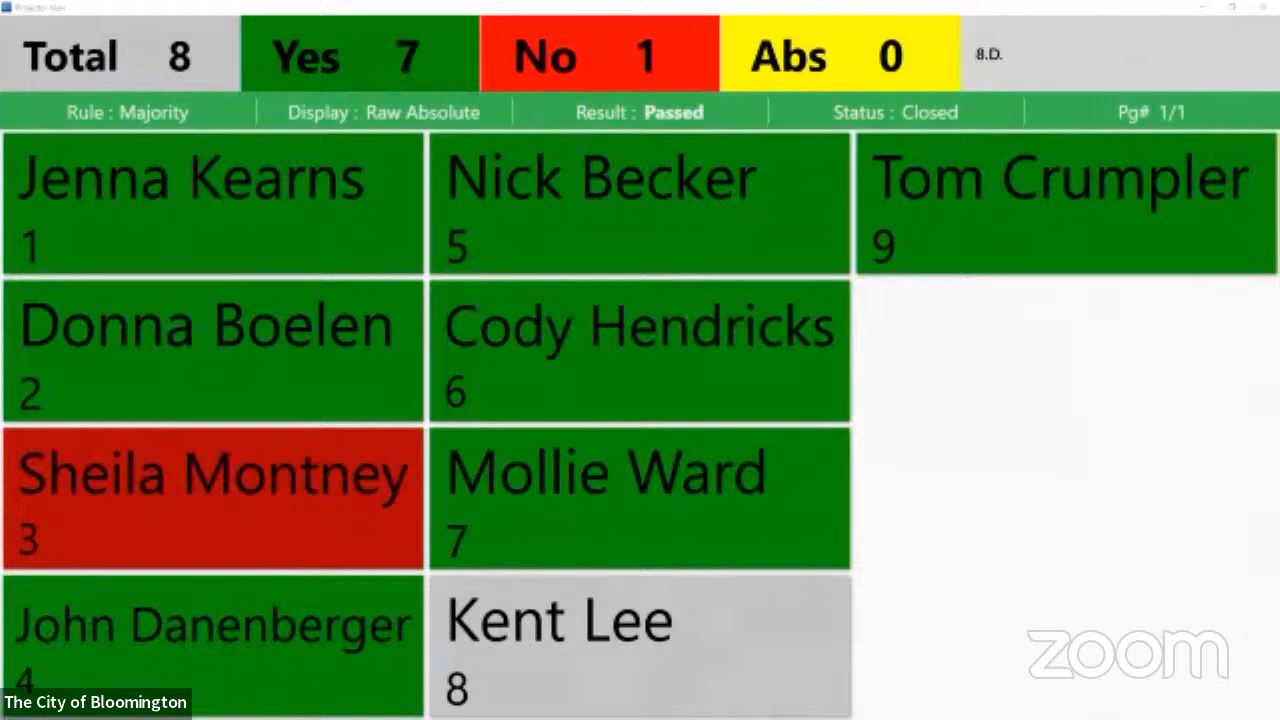 Projector View
Total 8 Yes 7 No 1 Abs 0 8.D.
Rule : Majority Display : Raw Absolute Result : Passed Status : Closed Pg# 1/1
Jenna Kearns
1
Nick Becker
5
Tom Crumpler
9
Donna Boelen
2
Cody Hendricks
6
Sheila Montney
3
Mollie Ward
7
John Danenberger
4
Kent Lee
8
zoom
The City of Bloomington